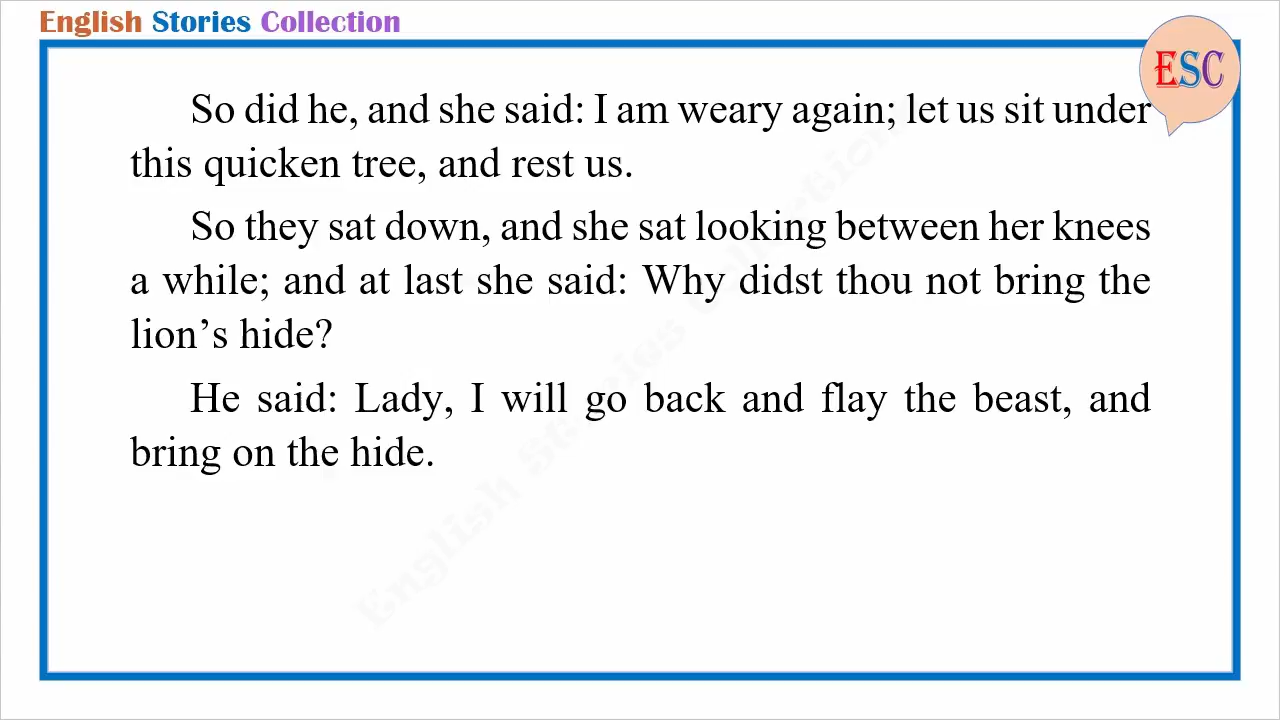 English Stories Collection
ESC
So did he, and she said: I am weary again; let us sit under
this quicken tree, and rest us.
So they sat down, and she sat looking between her knees
a while; and at last she said: Why didst thou not bring the
lion’s hide?
He said: Lady, I will go back and flay the beast, and
bring on the hide.
English Stories Collection